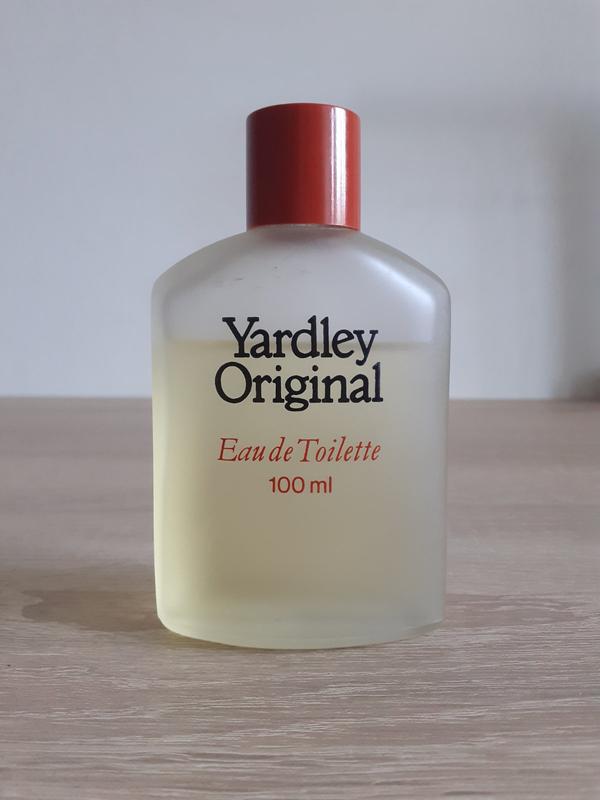 Yardley
Original
Eau de Toilette
100 ml